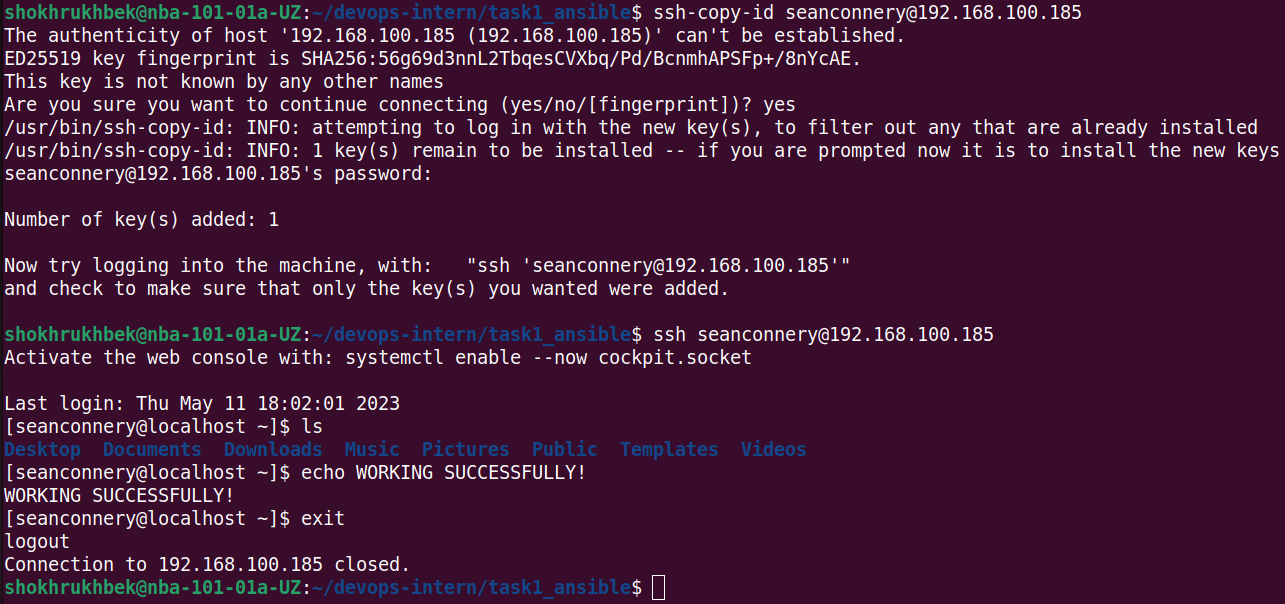 shokhrukhbek@nba-101-01a-UZ:~/devops-intern/task1_ansible$ ssh-copy-id seanconnery@192.168.100.185
The authenticity of host '192.168.100.185 (192.168.100.185)' can't be established.
ED25519 key fingerprint is SHA256:56g69d3nnL2TbqesCVXbq/Pd/BcnmhAPSFp+/8nYcAE.
This key is not known by any other names
Are you sure you want to continue connecting (yes/no/[fingerprint])? yes
/usr/bin/ssh-copy-id: INFO: attempting to log in with the new key(s), to filter out any that are already installed
/usr/bin/ssh-copy-id: INFO: 1 key(s) remain to be installed -- if you are prompted now it is to install the new keys
seanconnery@192.168.100.185's password:

Number of key(s) added: 1

Now try logging into the machine, with:   "ssh 'seanconnery@192.168.100.185'"
and check to make sure that only the key(s) you wanted were added.

shokhrukhbek@nba-101-01a-UZ:~/devops-intern/task1_ansible$ ssh seanconnery@192.168.100.185
Activate the web console with: systemctl enable --now cockpit.socket

Last login: Thu May 11 18:02:01 2023
[seanconnery@localhost ~]$ ls
Desktop  Documents  Downloads  Music  Pictures  Public  Templates  Videos
[seanconnery@localhost ~]$ echo WORKING SUCCESSFULLY!
WORKING SUCCESSFULLY!
[seanconnery@localhost ~]$ exit
logout
Connection to 192.168.100.185 closed.
shokhrukhbek@nba-101-01a-UZ:~/devops-intern/task1_ansible$